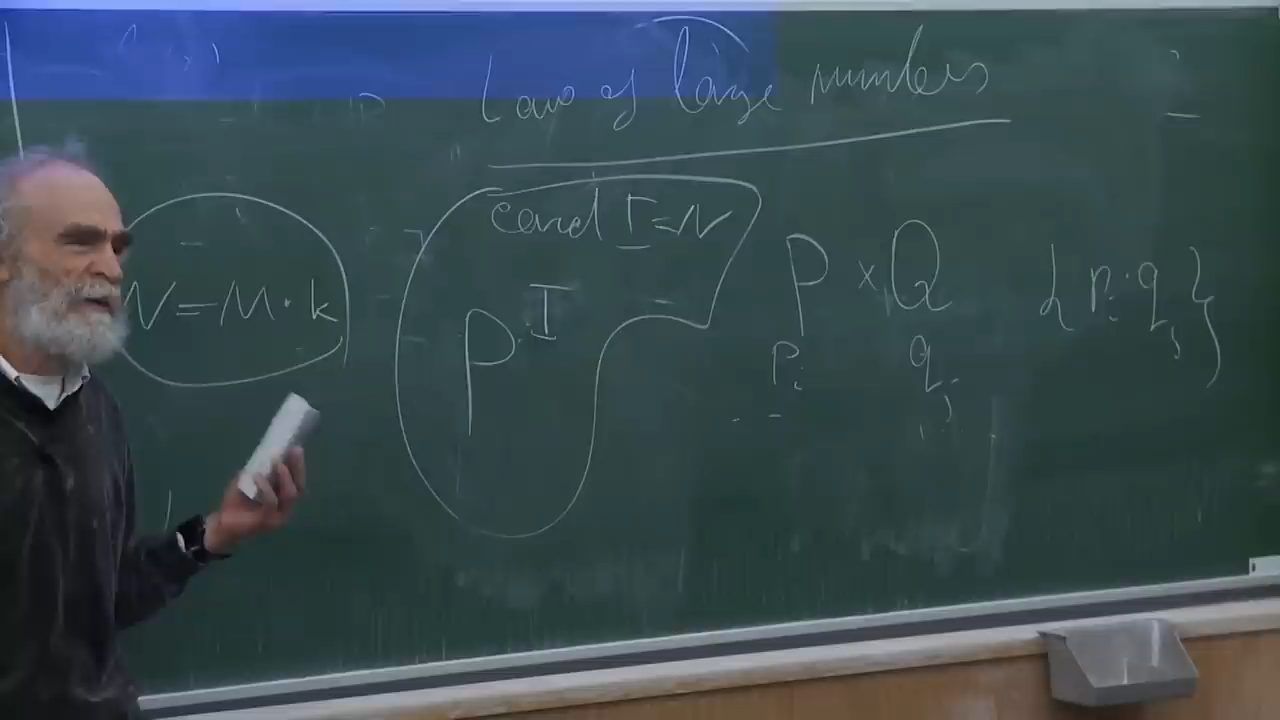 Law of large numbers
card I = N
N = M · k
P^I
P × Q
{p_i · q_j}
p_i
q_j